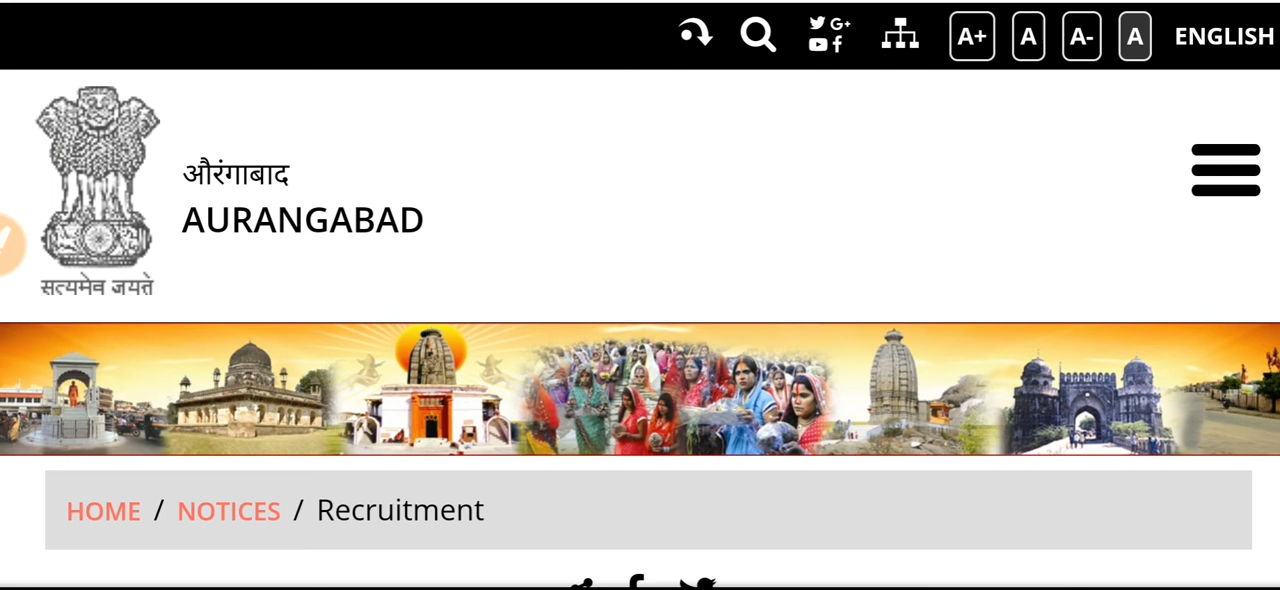 A+ A A- A ENGLISH
सत्यमेव जयते
औरंगाबाद
AURANGABAD
HOME / NOTICES / Recruitment